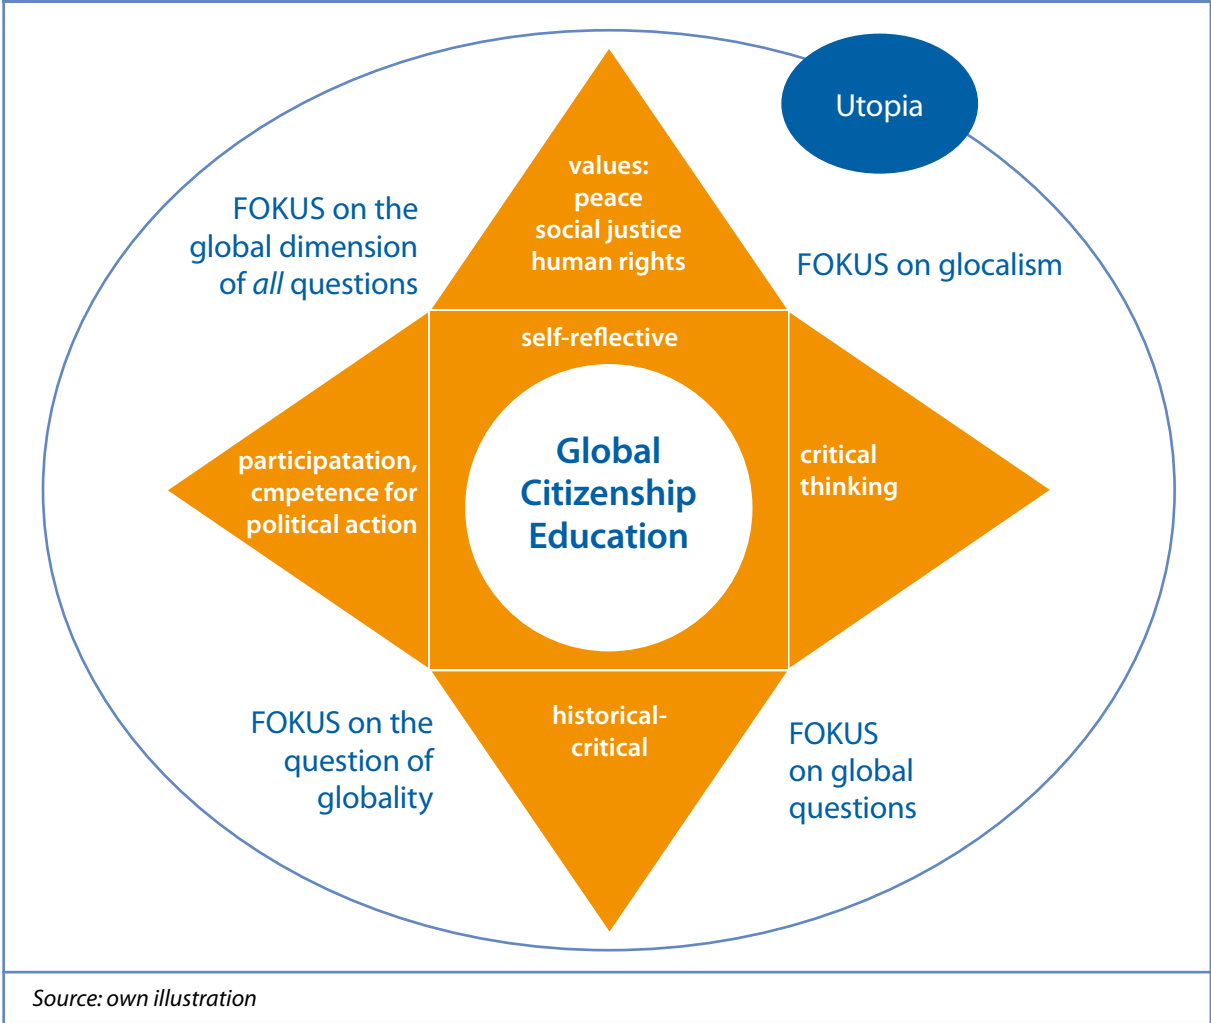 Utopia
values:
peace
social justice
human rights
FOKUS on the
global dimension
of all questions
FOKUS on glocalism
self-reflective
participatation,
cmpetence for
political action
Global
Citizenship
Education
critical
thinking
historical-
critical
FOKUS on the
question of
globality
FOKUS
on global
questions
Source: own illustration